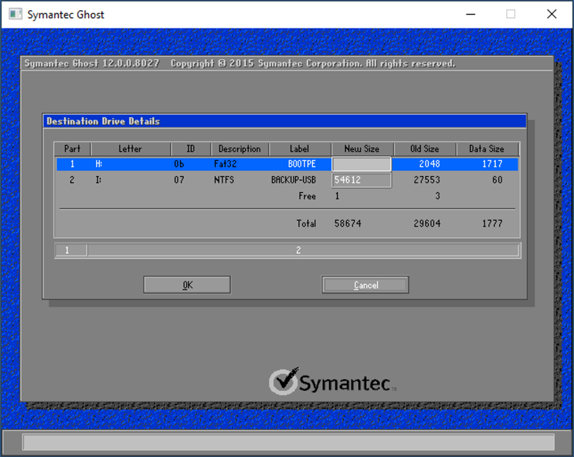 Symantec Ghost
Symantec Ghost 12.0.0.8027 Copyright © 2015 Symantec Corporation. All rights reserved.
Destination Drive Details
Part Letter ID Description Label New Size Old Size Data Size
1 H: 0b Fat32 BOOTPE 2048 1717
2 I: 07 NTFS BACKUP-USB 54612 27553 60
Free 1 3
Total 58674 29604 1777
1 2
OK Cancel
Symantec